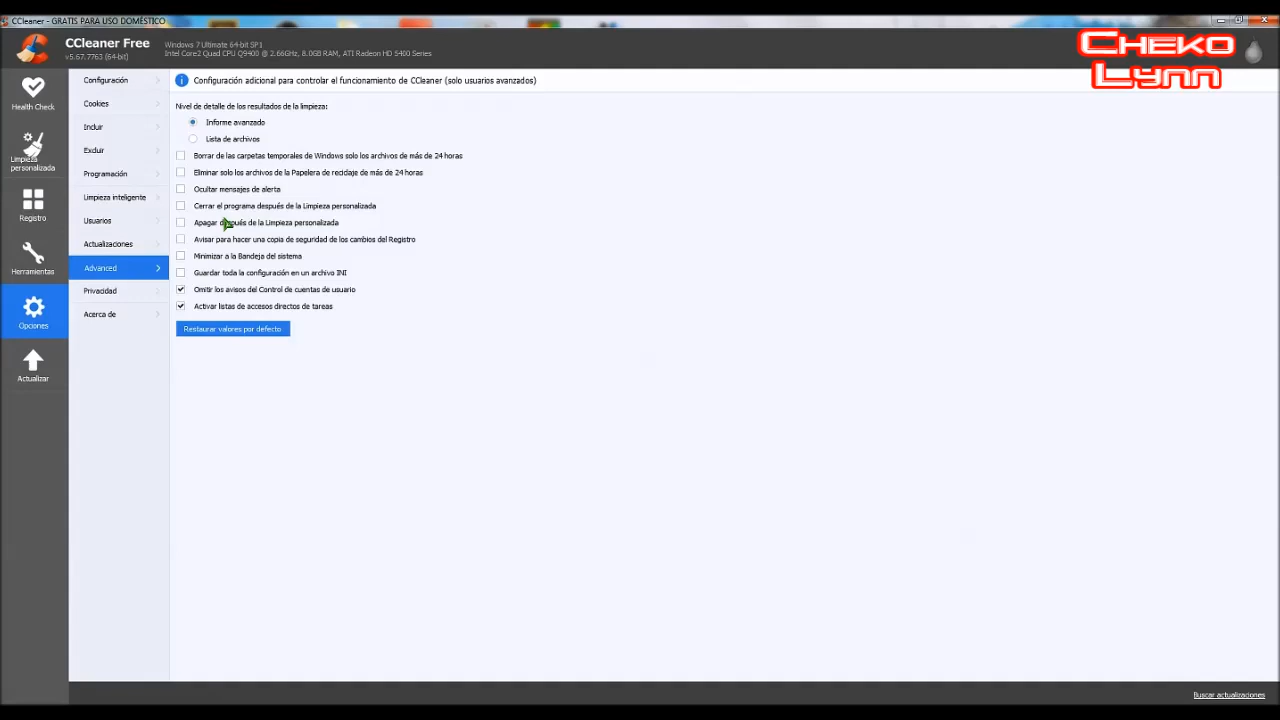 CCleaner - GRATIS PARA USO DOMÉSTICO
CCleaner Free
v5.67.7763 (64-bit)
Windows 7 Ultimate 64-bit SP1
Intel Core2 Quad CPU Q9400 @ 2.66GHz, 8.0GB RAM, ATI Radeon HD 5400 Series
Cheko
Lynn
Health Check
Limpieza
personalizada
Registro
Herramientas
Opciones
Actualizar
Configuración
Cookies
Incluir
Excluir
Programación
Limpieza inteligente
Usuarios
Actualizaciones
Advanced
Privacidad
Acerca de
Configuración adicional para controlar el funcionamiento de CCleaner (solo usuarios avanzados)
Nivel de detalle de los resultados de la limpieza:
Informe avanzado
Lista de archivos
Borrar de las carpetas temporales de Windows solo los archivos de más de 24 horas
Eliminar solo los archivos de la Papelera de reciclaje de más de 24 horas
Ocultar mensajes de alerta
Cerrar el programa después de la Limpieza personalizada
Apagar después de la Limpieza personalizada
Avisar para hacer una copia de seguridad de los cambios del Registro
Minimizar a la Bandeja del sistema
Guardar toda la configuración en un archivo INI
Omitir los avisos del Control de cuentas de usuario
Activar listas de accesos directos de tareas
Restaurar valores por defecto
Buscar actualizaciones